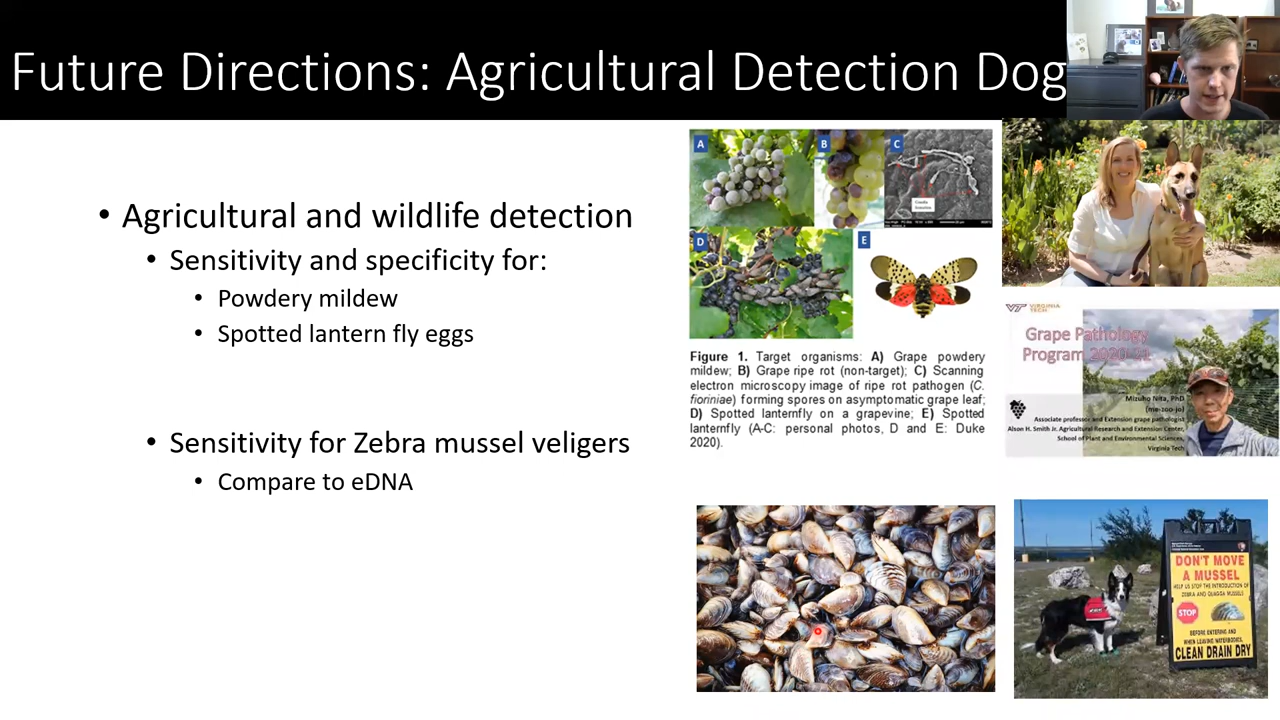 Future Directions: Agricultural Detection Dog
• Agricultural and wildlife detection
• Sensitivity and specificity for:
• Powdery mildew
• Spotted lantern fly eggs
• Sensitivity for Zebra mussel veligers
• Compare to eDNA
A
B
C
D
E
Figure 1. Target organisms: A) Grape powdery
mildew; B) Grape ripe rot (non-target); C) Scanning
electron microscopy image of ripe rot pathogen (C.
fioriniae) forming spores on asymptomatic grape leaf;
D) Spotted lanternfly on a grapevine; E) Spotted
lanternfly (A-C: personal photos, D and E: Duke
2020).
VIRGINIA
TECH
Grape Pathology
Program 2020-21
Mizuho Nita, PhD
(me-zoo-jo)
Associate professor and Extension grape pathologist
Alson H. Smith Jr. Agricultural Research and Extension Center,
School of Plant and Environmental Sciences,
Virginia Tech
DON'T MOVE
A MUSSEL
HELP US STOP THE INTRODUCTION OF
ZEBRA AND QUAGGA MUSSELS
STOP
BEFORE ENTERING AND
WHEN LEAVING WATERBODIES,
CLEAN DRAIN DRY